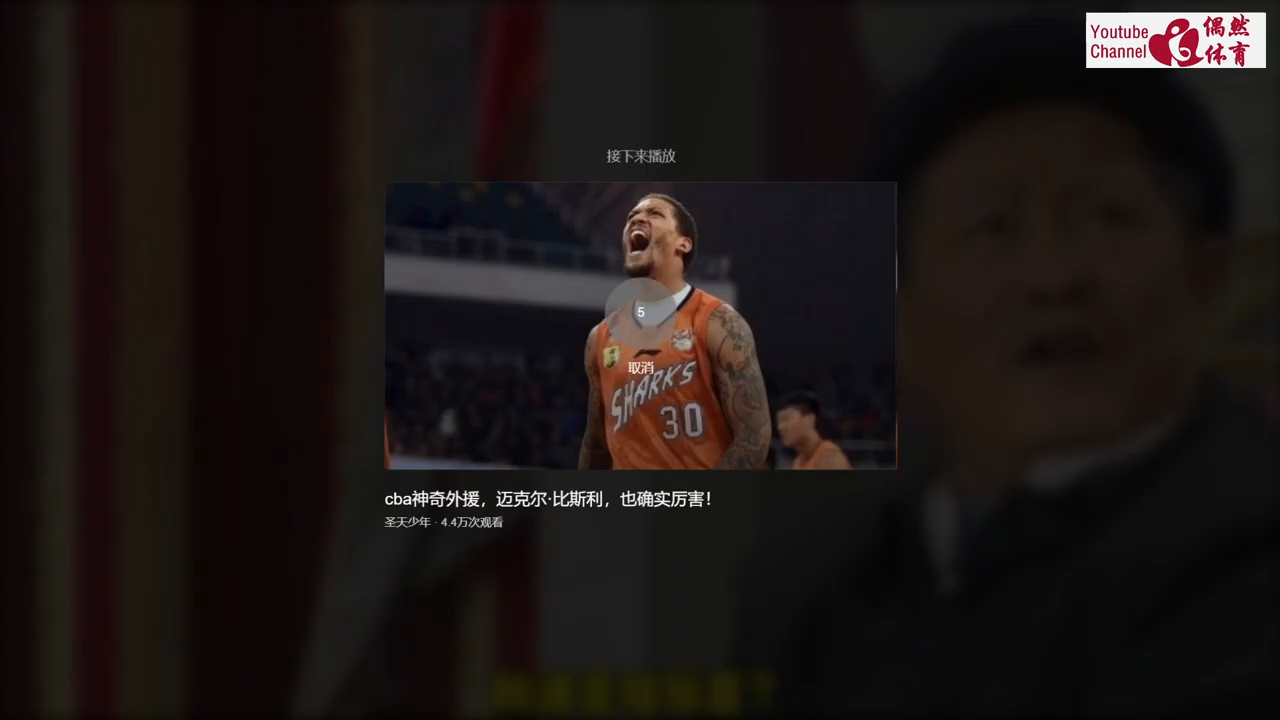 Youtube
Channel
偶然
体育
接下来播放
5
取消
SHARKS
30
cba神奇外援，迈克尔·比斯利，也确实厉害！
圣天少年 · 4.4万次观看